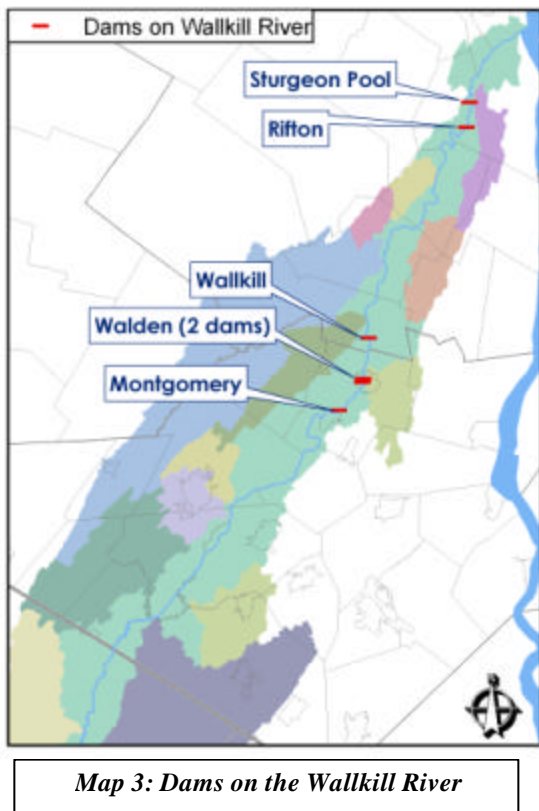 Dams on Wallkill River
Sturgeon Pool
Rifton
Wallkill
Walden (2 dams)
Montgomery
Map 3: Dams on the Wallkill River